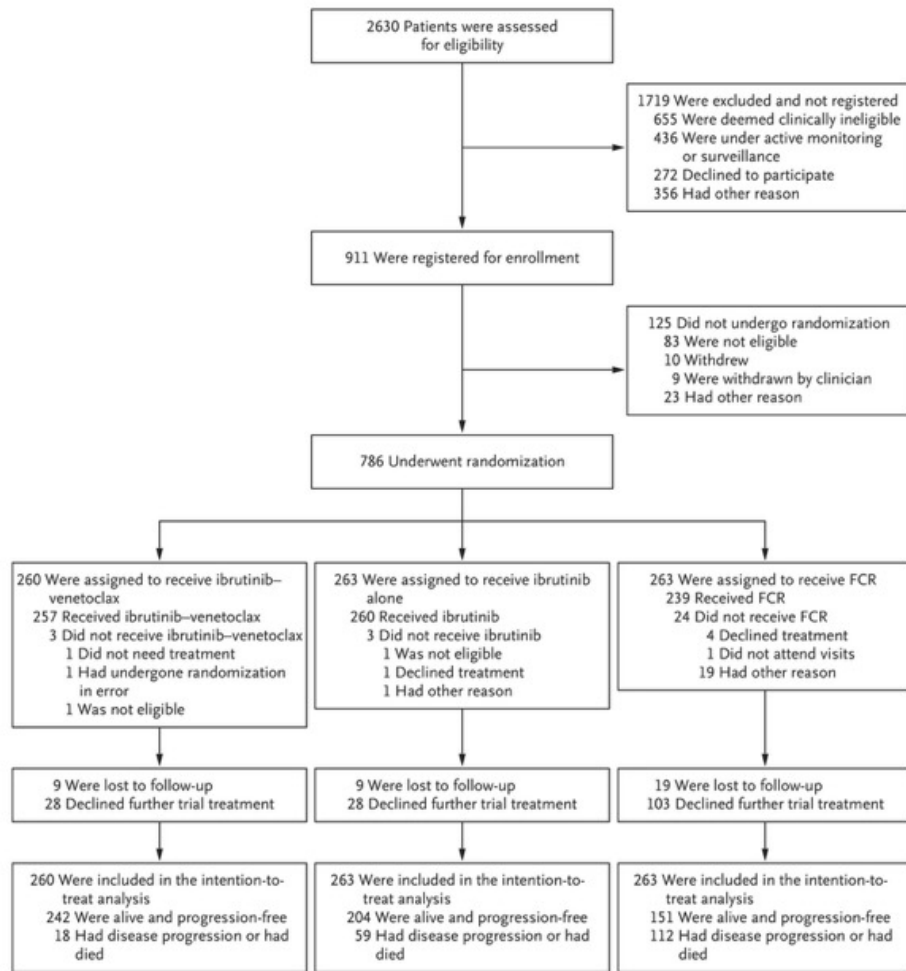 2630 Patients were assessed
for eligibility
1719 Were excluded and not registered
655 Were deemed clinically ineligible
436 Were under active monitoring
or surveillance
272 Declined to participate
356 Had other reason
911 Were registered for enrollment
125 Did not undergo randomization
83 Were not eligible
10 Withdrew
9 Were withdrawn by clinician
23 Had other reason
786 Underwent randomization
260 Were assigned to receive ibrutinib–
venetoclax
257 Received ibrutinib–venetoclax
3 Did not receive ibrutinib–venetoclax
1 Did not need treatment
1 Had undergone randomization
in error
1 Was not eligible
263 Were assigned to receive ibrutinib
alone
260 Received ibrutinib
3 Did not receive ibrutinib
1 Was not eligible
1 Declined treatment
1 Had other reason
263 Were assigned to receive FCR
239 Received FCR
24 Did not receive FCR
4 Declined treatment
1 Did not attend visits
19 Had other reason
9 Were lost to follow-up
28 Declined further trial treatment
9 Were lost to follow-up
28 Declined further trial treatment
19 Were lost to follow-up
103 Declined further trial treatment
260 Were included in the intention-to-
treat analysis
242 Were alive and progression-free
18 Had disease progression or had
died
263 Were included in the intention-to-
treat analysis
204 Were alive and progression-free
59 Had disease progression or had
died
263 Were included in the intention-to-
treat analysis
151 Were alive and progression-free
112 Had disease progression or had
died